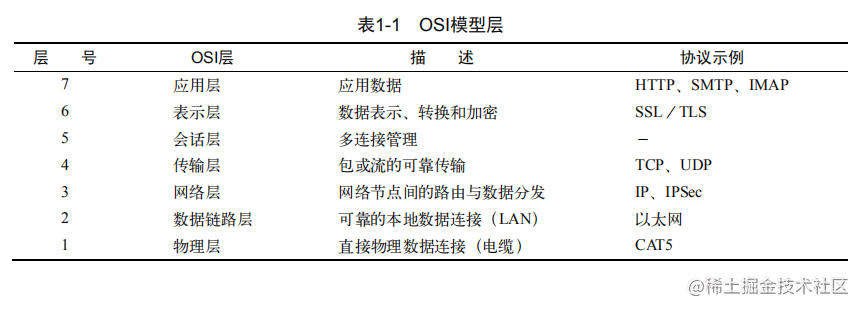 表1-1 OSI模型层
层 号 OSI层 描 述 协议示例
7 应用层 应用数据 HTTP、SMTP、IMAP
6 表示层 数据表示、转换和加密 SSL／TLS
5 会话层 多连接管理 －
4 传输层 包或流的可靠传输 TCP、UDP
3 网络层 网络节点间的路由与数据分发 IP、IPSec
2 数据链路层 可靠的本地数据连接（LAN） 以太网
1 物理层 直接物理数据连接（电缆） CAT5
@稀土掘金技术社区